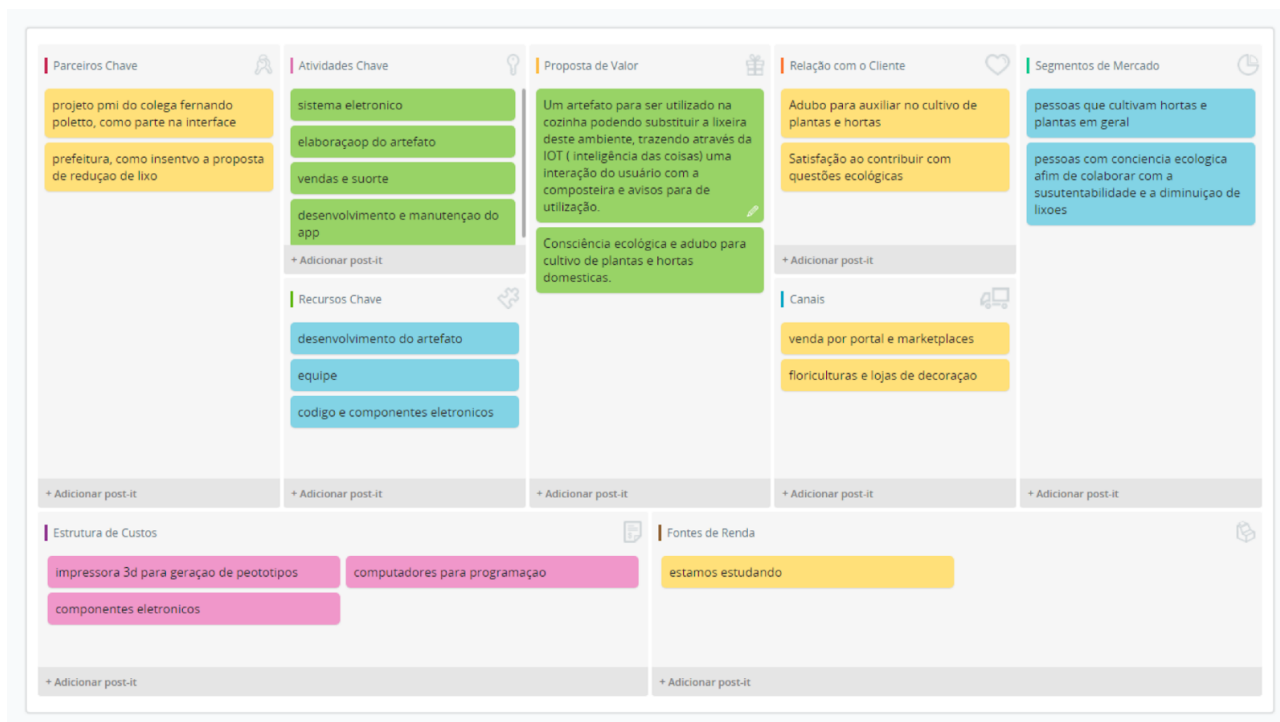 Parceiros Chave
projeto pmi do colega fernando
poletto, como parte na interface
prefeitura, como insentvo a proposta
de reduçao de lixo
+ Adicionar post-it
Atividades Chave
sistema eletronico
elaboraçaop do artefato
vendas e suorte
desenvolvimento e manutençao do
app
+ Adicionar post-it
Recursos Chave
desenvolvimento do artefato
equipe
codigo e componentes eletronicos
+ Adicionar post-it
Proposta de Valor
Um artefato para ser utilizado na
cozinha podendo substituir a lixeira
deste ambiente, trazendo através da
IOT ( inteligência das coisas) uma
interação do usuário com a
composteira e avisos para de
utilização.
Consciência ecológica e adubo para
cultivo de plantas e hortas
domesticas.
+ Adicionar post-it
Relação com o Cliente
Adubo para auxiliar no cultivo de
plantas e hortas
Satisfação ao contribuir com
questões ecológicas
+ Adicionar post-it
Canais
venda por portal e marketplaces
floriculturas e lojas de decoraçao
+ Adicionar post-it
Segmentos de Mercado
pessoas que cultivam hortas e
plantas em geral
pessoas com conciencia ecologica
afim de colaborar com a
susutentabilidade e a diminuiçao de
lixoes
+ Adicionar post-it
Estrutura de Custos
impressora 3d para geraçao de peototipos
computadores para programaçao
componentes eletronicos
+ Adicionar post-it
Fontes de Renda
estamos estudando
+ Adicionar post-it